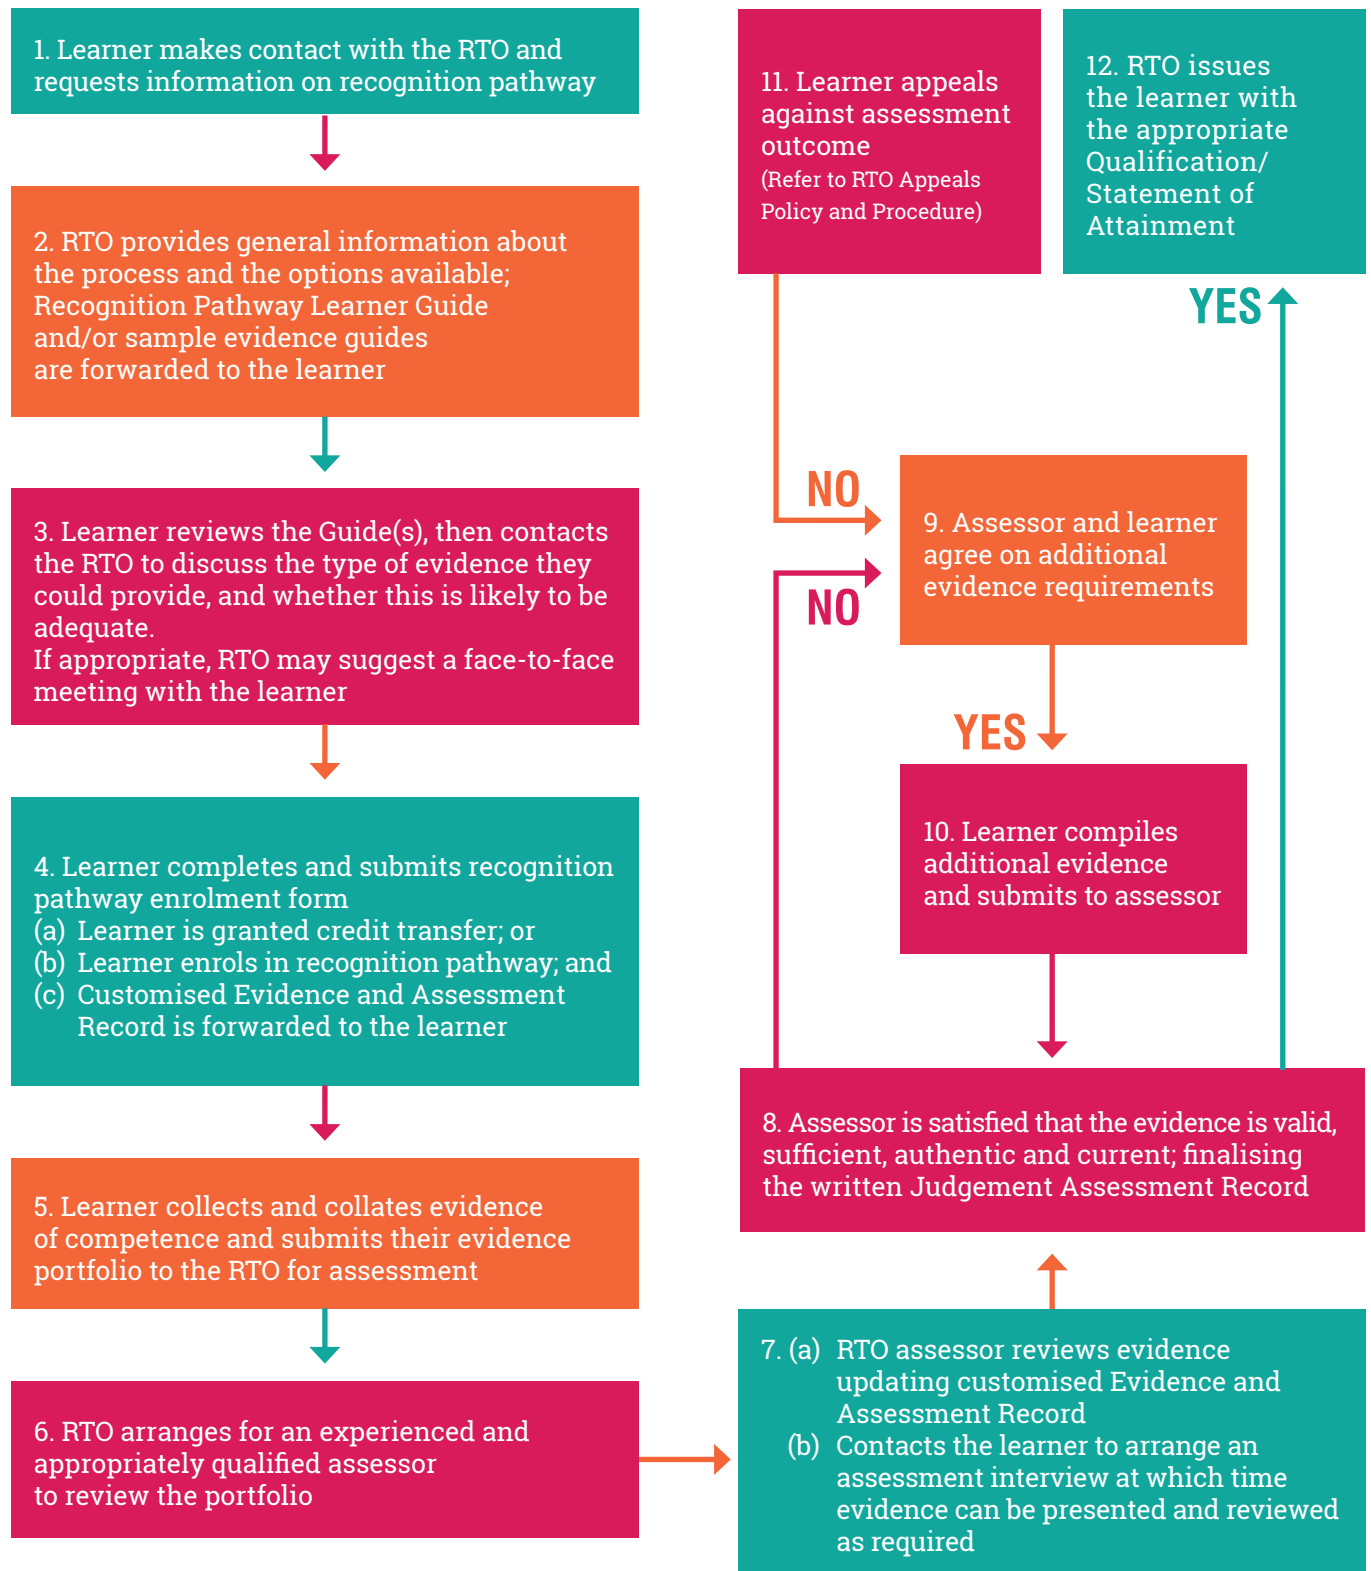 1. Learner makes contact with the RTO and
requests information on recognition pathway
2. RTO provides general information about
the process and the options available;
Recognition Pathway Learner Guide
and/or sample evidence guides
are forwarded to the learner
3. Learner reviews the Guide(s), then contacts
the RTO to discuss the type of evidence they
could provide, and whether this is likely to be
adequate.
If appropriate, RTO may suggest a face-to-face
meeting with the learner
4. Learner completes and submits recognition
pathway enrolment form
(a) Learner is granted credit transfer; or
(b) Learner enrols in recognition pathway; and
(c) Customised Evidence and Assessment
Record is forwarded to the learner
5. Learner collects and collates evidence
of competence and submits their evidence
portfolio to the RTO for assessment
6. RTO arranges for an experienced and
appropriately qualified assessor
to review the portfolio
7. (a) RTO assessor reviews evidence
updating customised Evidence and
Assessment Record
(b) Contacts the learner to arrange an
assessment interview at which time
evidence can be presented and reviewed
as required
8. Assessor is satisfied that the evidence is valid,
sufficient, authentic and current; finalising
the written Judgement Assessment Record
NO
9. Assessor and learner
agree on additional
evidence requirements
YES
10. Learner compiles
additional evidence
and submits to assessor
NO
11. Learner appeals
against assessment
outcome
(Refer to RTO Appeals
Policy and Procedure)
YES
12. RTO issues
the learner with
the appropriate
Qualification/
Statement of
Attainment